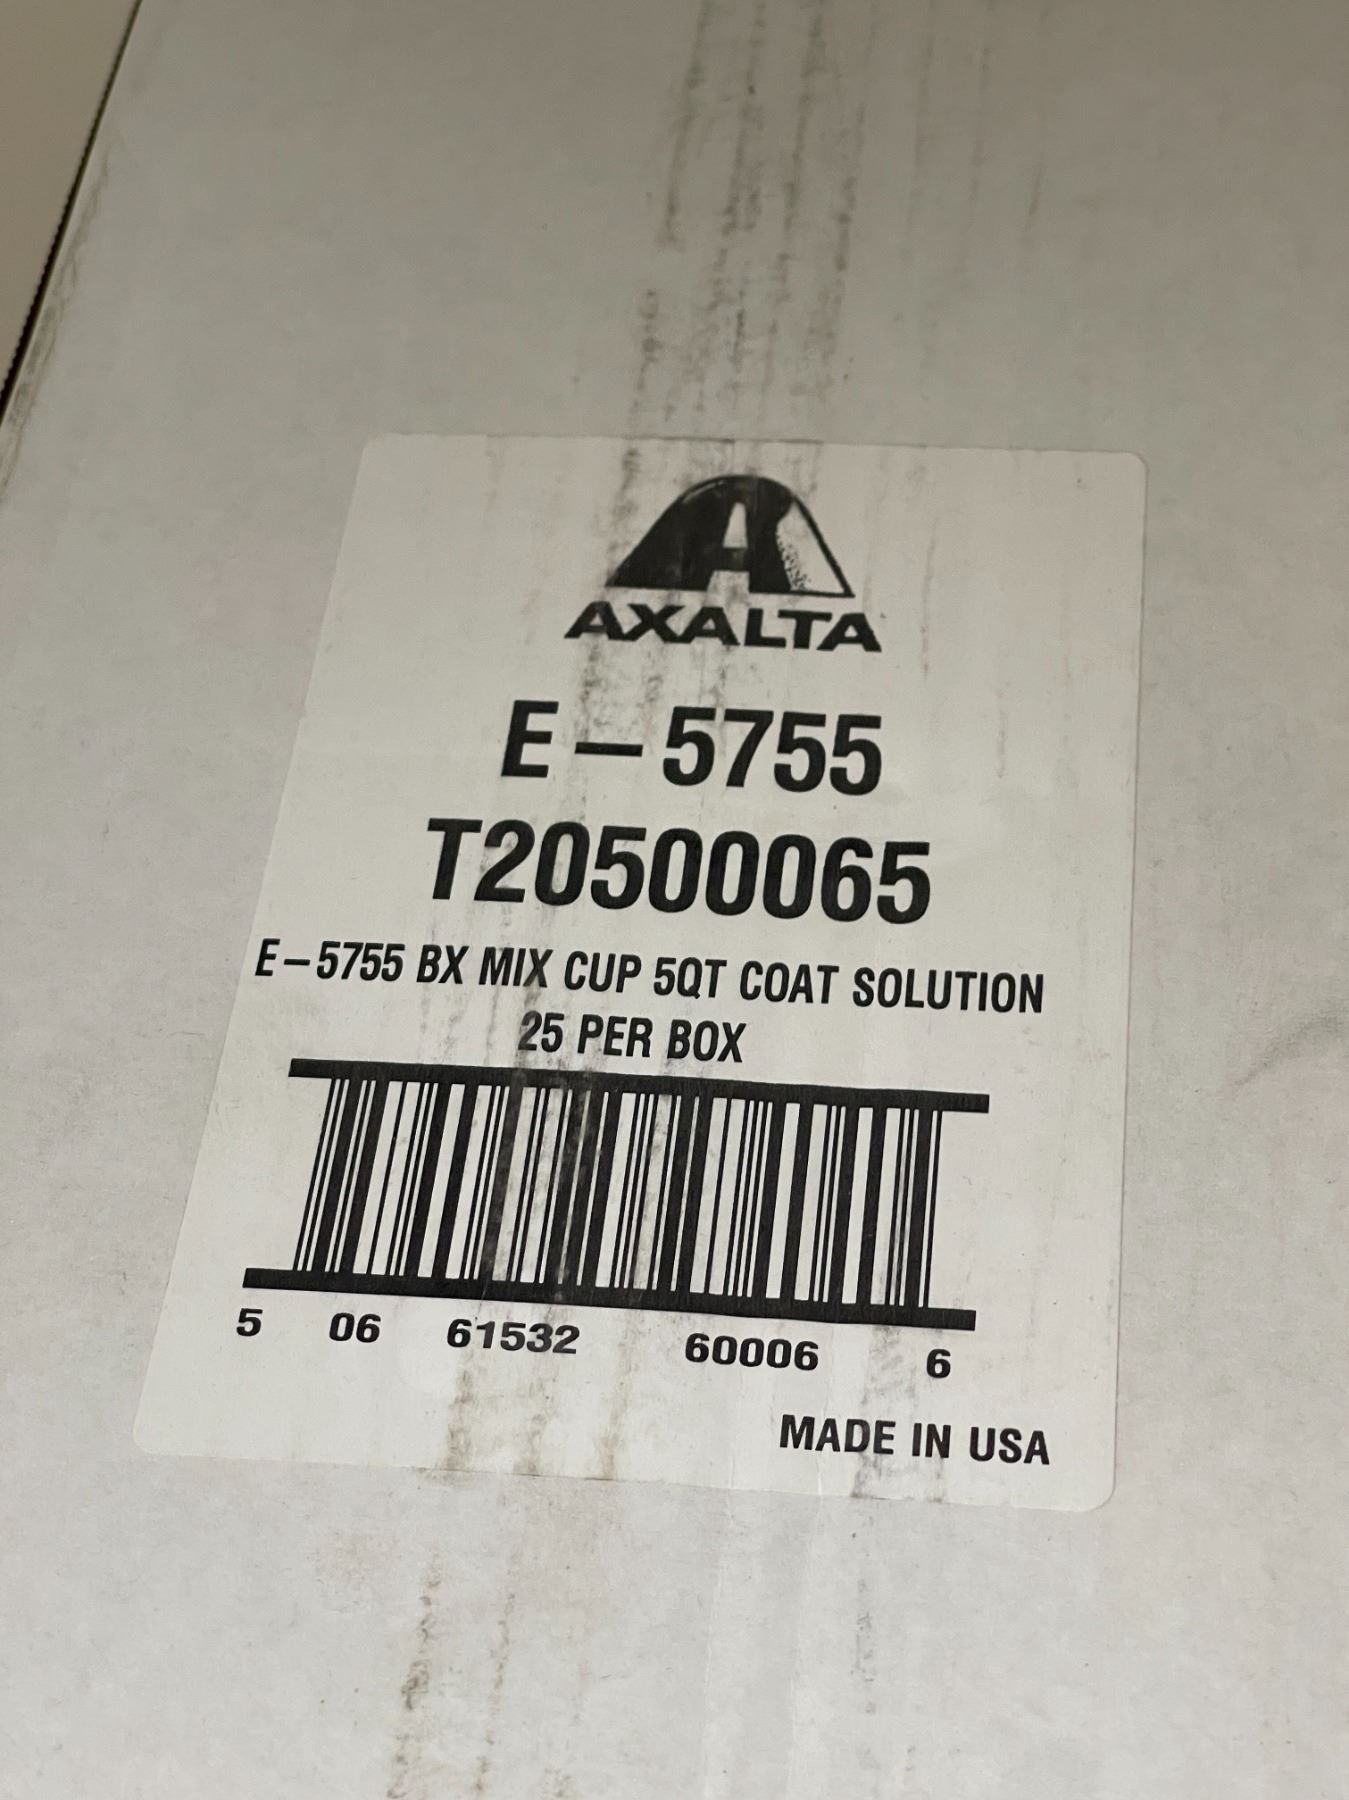 AXALTA
E-5755
T20500065
E-5755 BX MIX CUP 5QT COAT SOLUTION
25 PER BOX
5 06 61532 60006 6
MADE IN USA